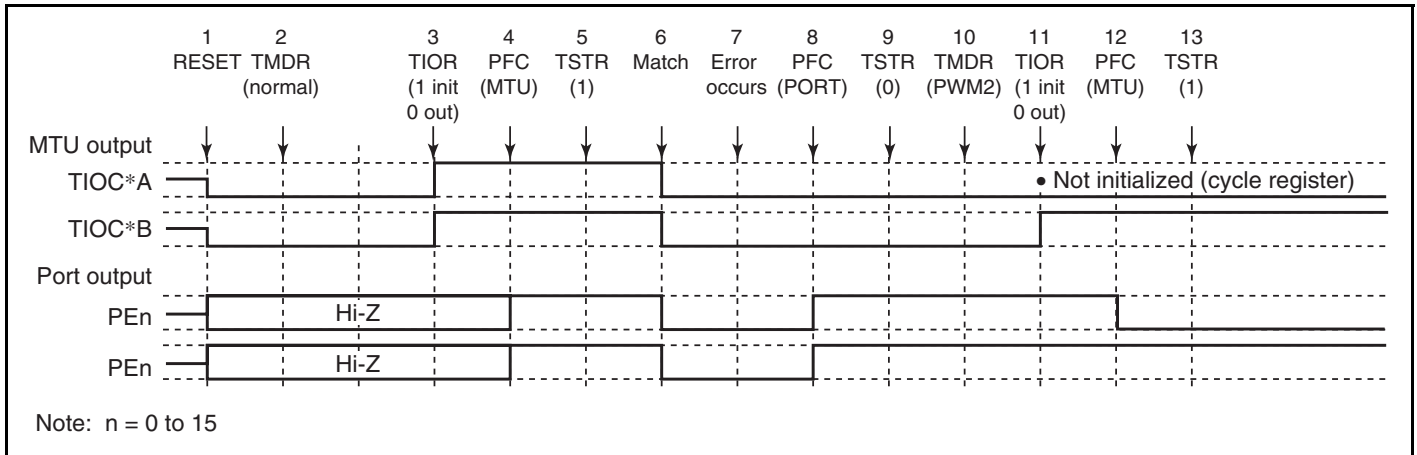 1 2 3 4 5 6 7 8 9 10 11 12 13
RESET TMDR TIOR PFC TSTR Match Error PFC TSTR TMDR TIOR PFC TSTR
(normal) (1 init (MTU) (1) occurs (PORT) (0) (PWM2) (1 init (MTU) (1)
0 out) 0 out)
MTU output
TIOC*A • Not initialized (cycle register)
TIOC*B
Port output
PEn Hi-Z
PEn Hi-Z
Note: n = 0 to 15